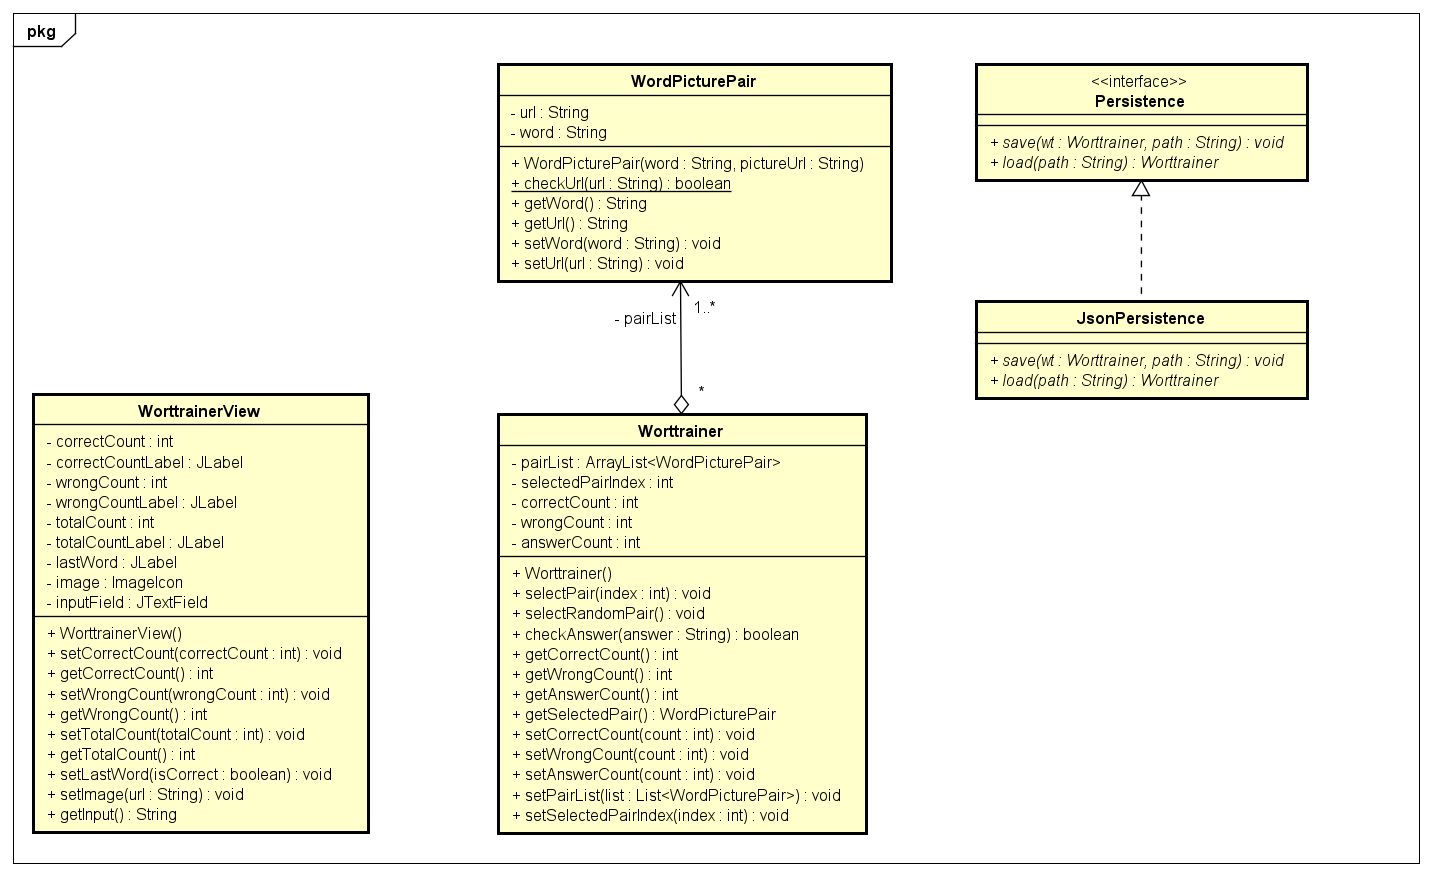 pkg
WordPicturePair
- url : String
- word : String
+ WordPicturePair(word : String, pictureUrl : String)
+ checkUrl(url : String) : boolean
+ getWord() : String
+ getUrl() : String
+ setWord(word : String) : void
+ setUrl(url : String) : void
<<interface>>
Persistence
+ save(wt : Worttrainer, path : String) : void
+ load(path : String) : Worttrainer
- pairList
1..*
*
JsonPersistence
+ save(wt : Worttrainer, path : String) : void
+ load(path : String) : Worttrainer
WorttrainerView
- correctCount : int
- correctCountLabel : JLabel
- wrongCount : int
- wrongCountLabel : JLabel
- totalCount : int
- totalCountLabel : JLabel
- lastWord : JLabel
- image : ImageIcon
- inputField : JTextField
+ WorttrainerView()
+ setCorrectCount(correctCount : int) : void
+ getCorrectCount() : int
+ setWrongCount(wrongCount : int) : void
+ getWrongCount() : int
+ setTotalCount(totalCount : int) : void
+ getTotalCount() : int
+ setLastWord(isCorrect : boolean) : void
+ setImage(url : String) : void
+ getInput() : String
Worttrainer
- pairList : ArrayList<WordPicturePair>
- selectedPairIndex : int
- correctCount : int
- wrongCount : int
- answerCount : int
+ Worttrainer()
+ selectPair(index : int) : void
+ selectRandomPair() : void
+ checkAnswer(answer : String) : boolean
+ getCorrectCount() : int
+ getWrongCount() : int
+ getAnswerCount() : int
+ getSelectedPair() : WordPicturePair
+ setCorrectCount(count : int) : void
+ setWrongCount(count : int) : void
+ setAnswerCount(count : int) : void
+ setPairList(list : List<WordPicturePair>) : void
+ setSelectedPairIndex(index : int) : void